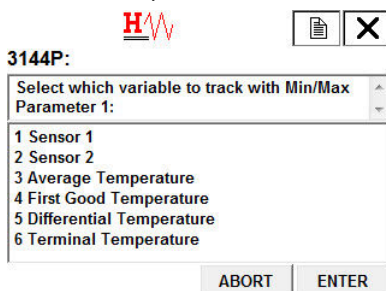 H
3144P:
Select which variable to track with Min/Max
Parameter 1:
1 Sensor 1
2 Sensor 2
3 Average Temperature
4 First Good Temperature
5 Differential Temperature
6 Terminal Temperature
ABORT ENTER